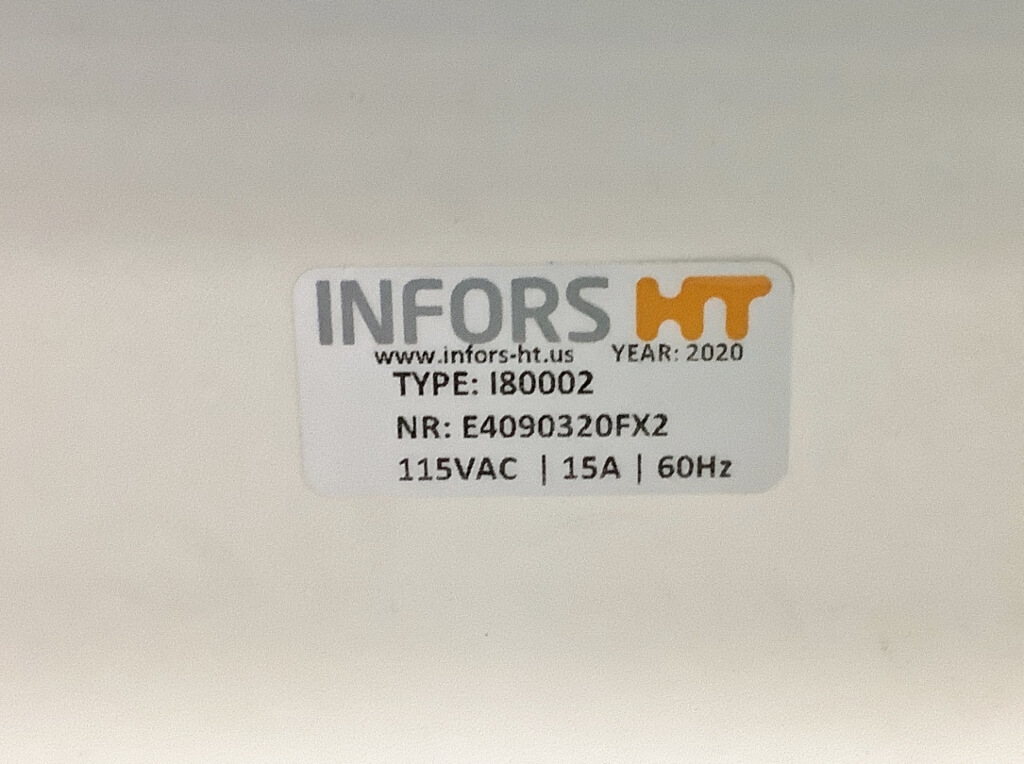 INFORS HT
www.infors-ht.us YEAR: 2020
TYPE: I80002
NR: E4090320FX2
115VAC | 15A | 60Hz